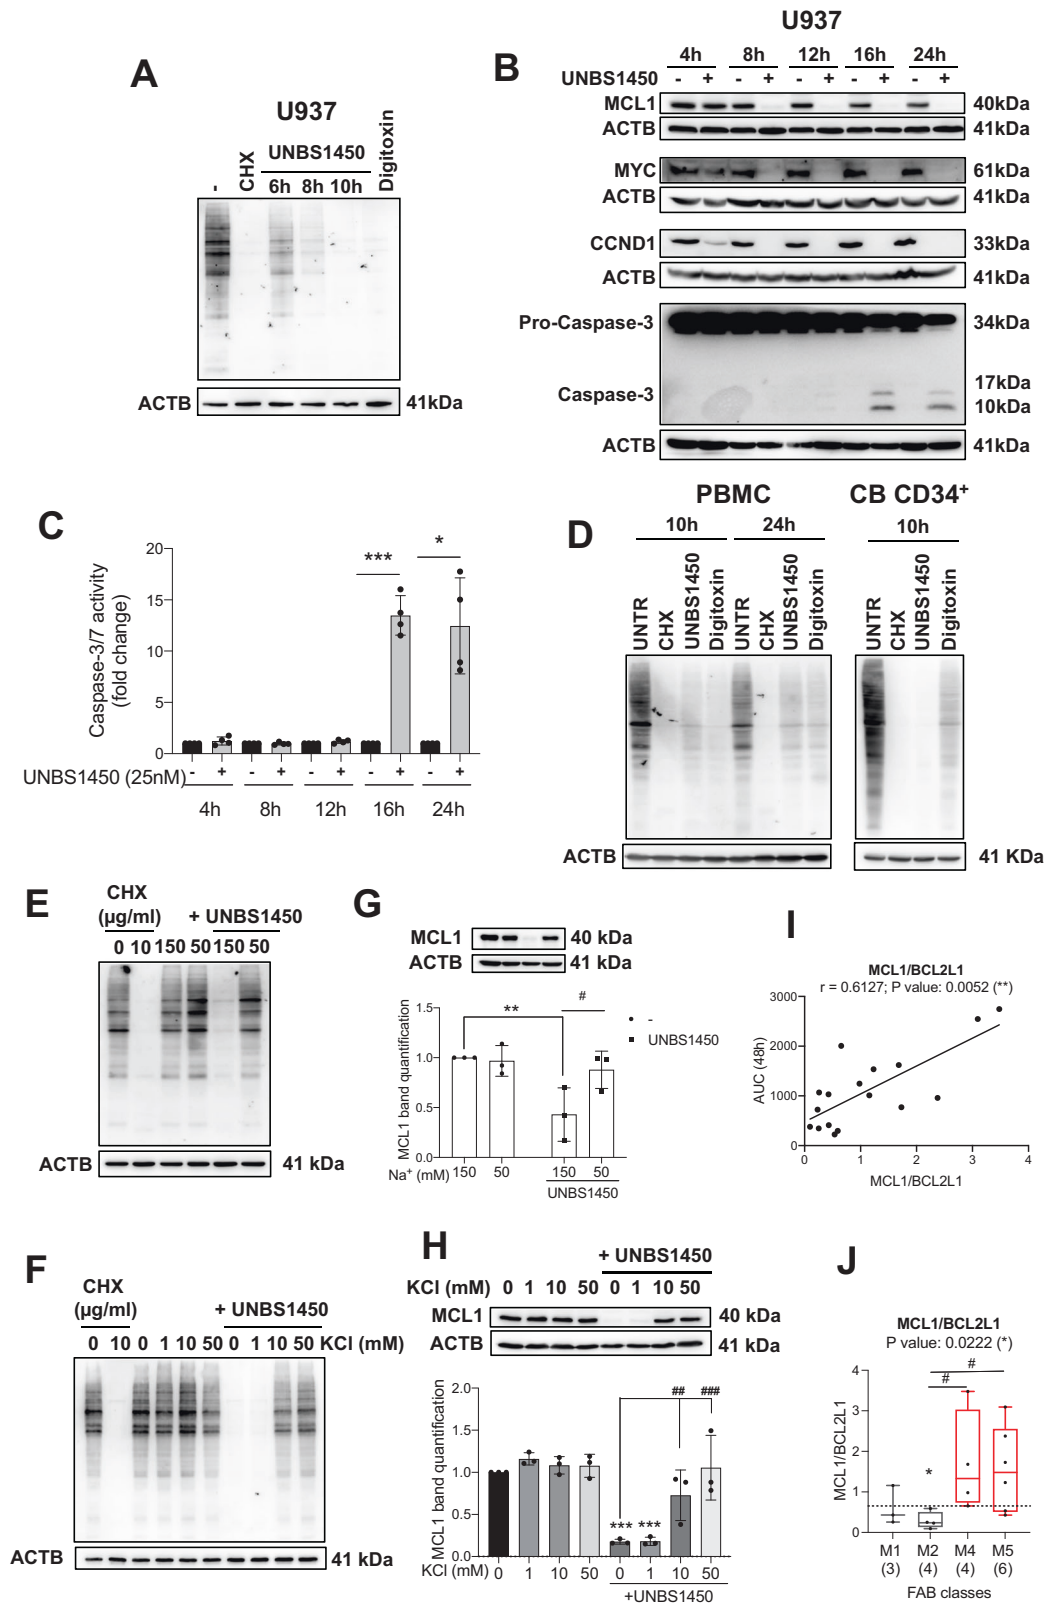 A
U937
- CHX UNBS1450 Digitoxin
6h 8h 10h
ACTB 41kDa
B
U937
4h 8h 12h 16h 24h
UNBS1450 - + - + - + - + - +
MCL1 40kDa
ACTB 41kDa
MYC 61kDa
ACTB 41kDa
CCND1 33kDa
ACTB 41kDa
Pro-Caspase-3 34kDa
17kDa
Caspase-3
10kDa
ACTB 41kDa
C
Caspase-3/7 activity
(fold change)
20
15
10
5
0
*** *
UNBS1450 (25nM) - + - + - + - + - +
4h 8h 12h 16h 24h
D
PBMC CB CD34+
10h 24h 10h
UNTR CHX UNBS1450 Digitoxin UNTR CHX UNBS1450 Digitoxin UNTR CHX UNBS1450 Digitoxin
ACTB 41 KDa
E
CHX
(µg/ml) + UNBS1450
0 10 150 50 150 50
ACTB 41 kDa
F
CHX
(µg/ml) + UNBS1450
0 10 0 1 10 50 0 1 10 50 KCl (mM)
ACTB 41 kDa
G
MCL1 40 kDa
ACTB 41 kDa
MCL1 band quantification
1.5
1.0
0.5
0.0
** #
-
UNBS1450
Na+ (mM) 150 50 150 50
UNBS1450
H
+ UNBS1450
KCl (mM) 0 1 10 50 0 1 10 50
MCL1 40 kDa
ACTB 41 kDa
MCL1 band quantification
2.0
1.5
1.0
0.5
0.0
## ###
*** ***
KCl (mM) 0 1 10 50 0 1 10 50
+UNBS1450
I
MCL1/BCL2L1
r = 0.6127; P value: 0.0052 (**)
AUC (48h)
3000
2000
1000
0
0 1 2 3 4
MCL1/BCL2L1
J
MCL1/BCL2L1
P value: 0.0222 (*)
MCL1/BCL2L1
4
3
2
1
0
#
#
*
M1 M2 M4 M5
(3) (4) (4) (6)
FAB classes